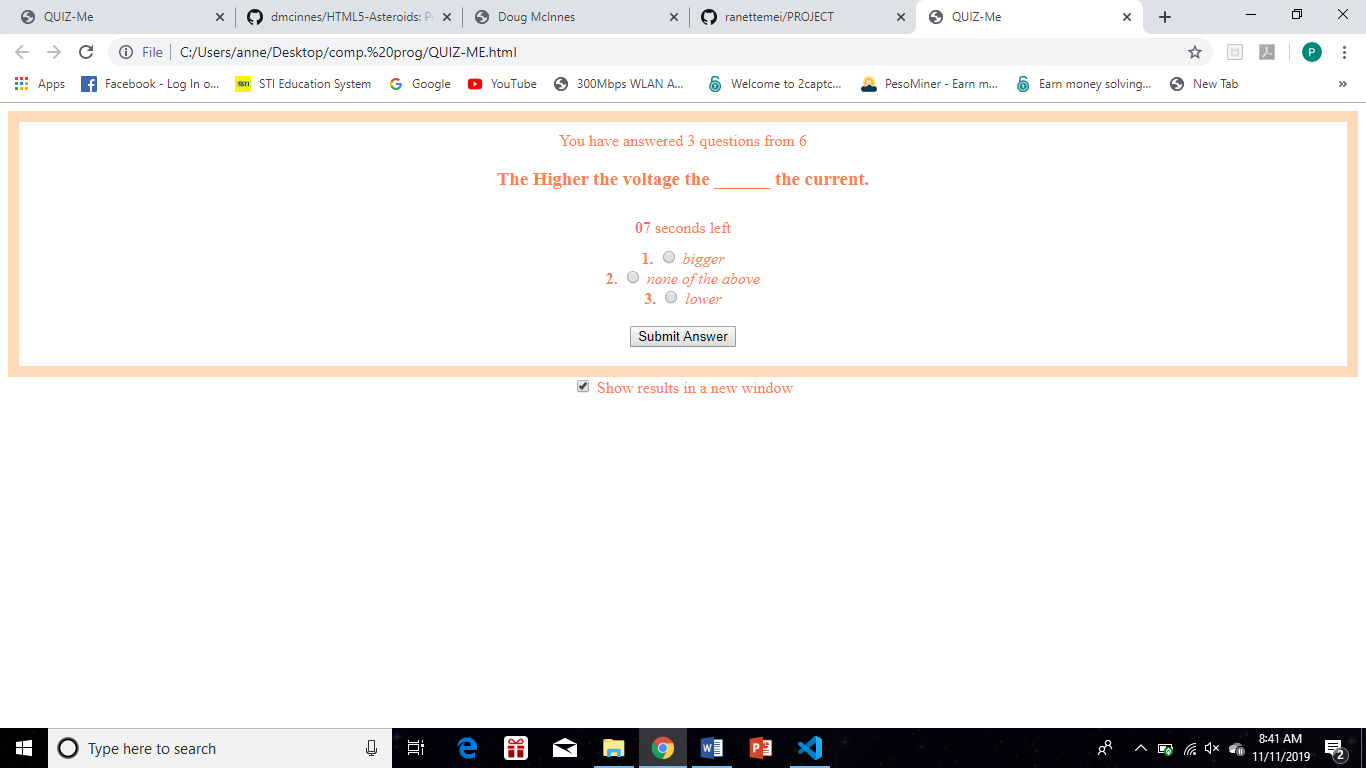 QUIZ-Me
dmcinnes/HTML5-Asteroids: P
Doug McInnes
ranettemei/PROJECT
QUIZ-Me
File
C:/Users/anne/Desktop/comp.%20prog/QUIZ-ME.html
P
Apps
Facebook - Log In o...
STI Education System
Google
YouTube
300Mbps WLAN A...
Welcome to 2captc...
PesoMiner - Earn m...
Earn money solving...
New Tab
»
You have answered 3 questions from 6
The Higher the voltage the ______ the current.
07 seconds left
1. bigger
2. none of the above
3. lower
Submit Answer
Show results in a new window
Type here to search
8:41 AM
11/11/2019
2